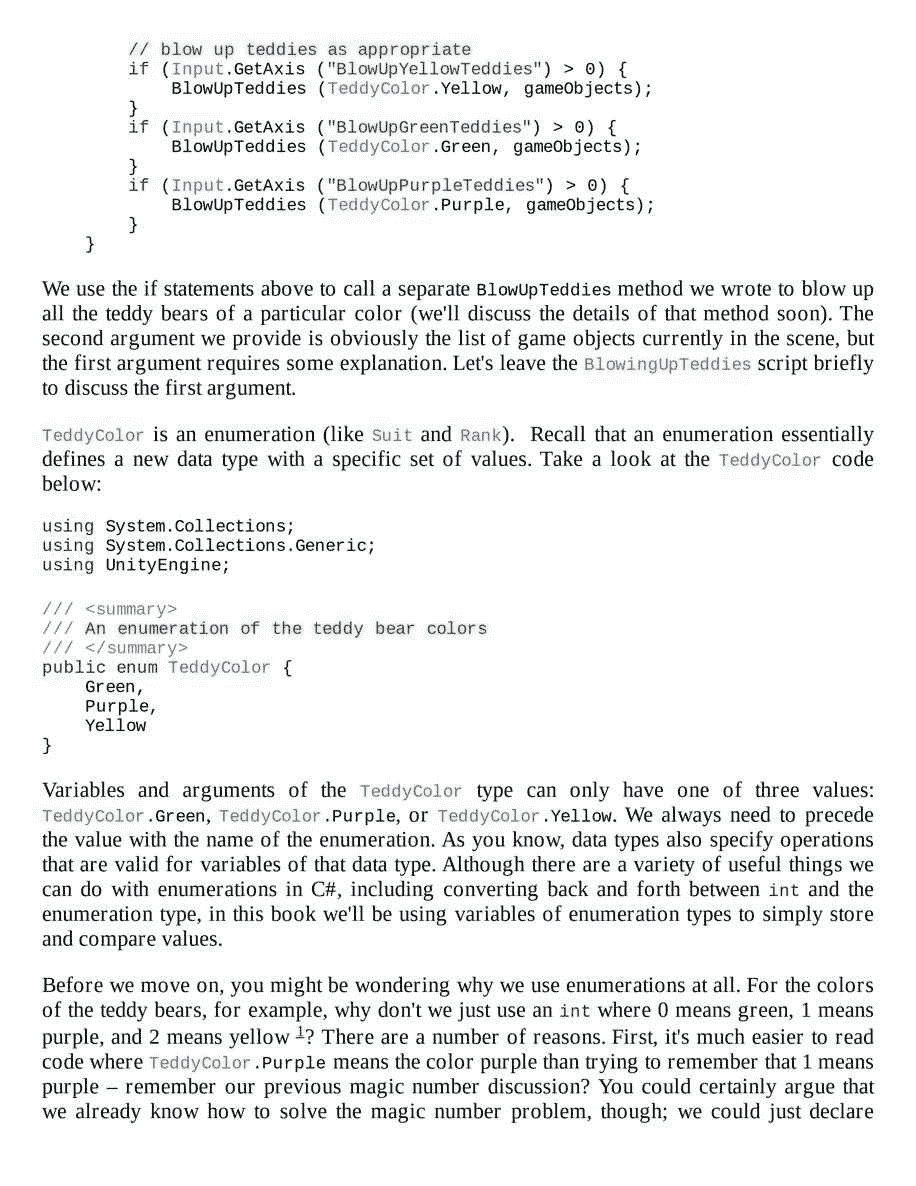 // blow up teddies as appropriate
if (Input.GetAxis ("BlowUpYellowTeddies") > 0) {
BlowUpTeddies (TeddyColor.Yellow, gameObjects);
}
if (Input.GetAxis ("BlowUpGreenTeddies") > 0) {
BlowUpTeddies (TeddyColor.Green, gameObjects);
}
if (Input.GetAxis ("BlowUpPurpleTeddies") > 0) {
BlowUpTeddies (TeddyColor.Purple, gameObjects);
}
}
We use the if statements above to call a separate BlowUpTeddies method we wrote to blow up
all the teddy bears of a particular color (we'll discuss the details of that method soon). The
second argument we provide is obviously the list of game objects currently in the scene, but
the first argument requires some explanation. Let's leave the BlowingUpTeddies script briefly
to discuss the first argument.
TeddyColor is an enumeration (like Suit and Rank).  Recall that an enumeration essentially
defines a new data type with a specific set of values. Take a look at the TeddyColor code
below:
using System.Collections;
using System.Collections.Generic;
using UnityEngine;
/// <summary>
/// An enumeration of the teddy bear colors
/// </summary>
public enum TeddyColor {
Green,
Purple,
Yellow
}
Variables and arguments of the TeddyColor type can only have one of three values:
TeddyColor.Green, TeddyColor.Purple, or TeddyColor.Yellow. We always need to precede
the value with the name of the enumeration. As you know, data types also specify operations
that are valid for variables of that data type. Although there are a variety of useful things we
can do with enumerations in C#, including converting back and forth between int and the
enumeration type, in this book we'll be using variables of enumeration types to simply store
and compare values.
Before we move on, you might be wondering why we use enumerations at all. For the colors
of the teddy bears, for example, why don't we just use an int where 0 means green, 1 means
purple, and 2 means yellow 1? There are a number of reasons. First, it's much easier to read
code where TeddyColor.Purple means the color purple than trying to remember that 1 means
purple – remember our previous magic number discussion? You could certainly argue that
we already know how to solve the magic number problem, though; we could just declare